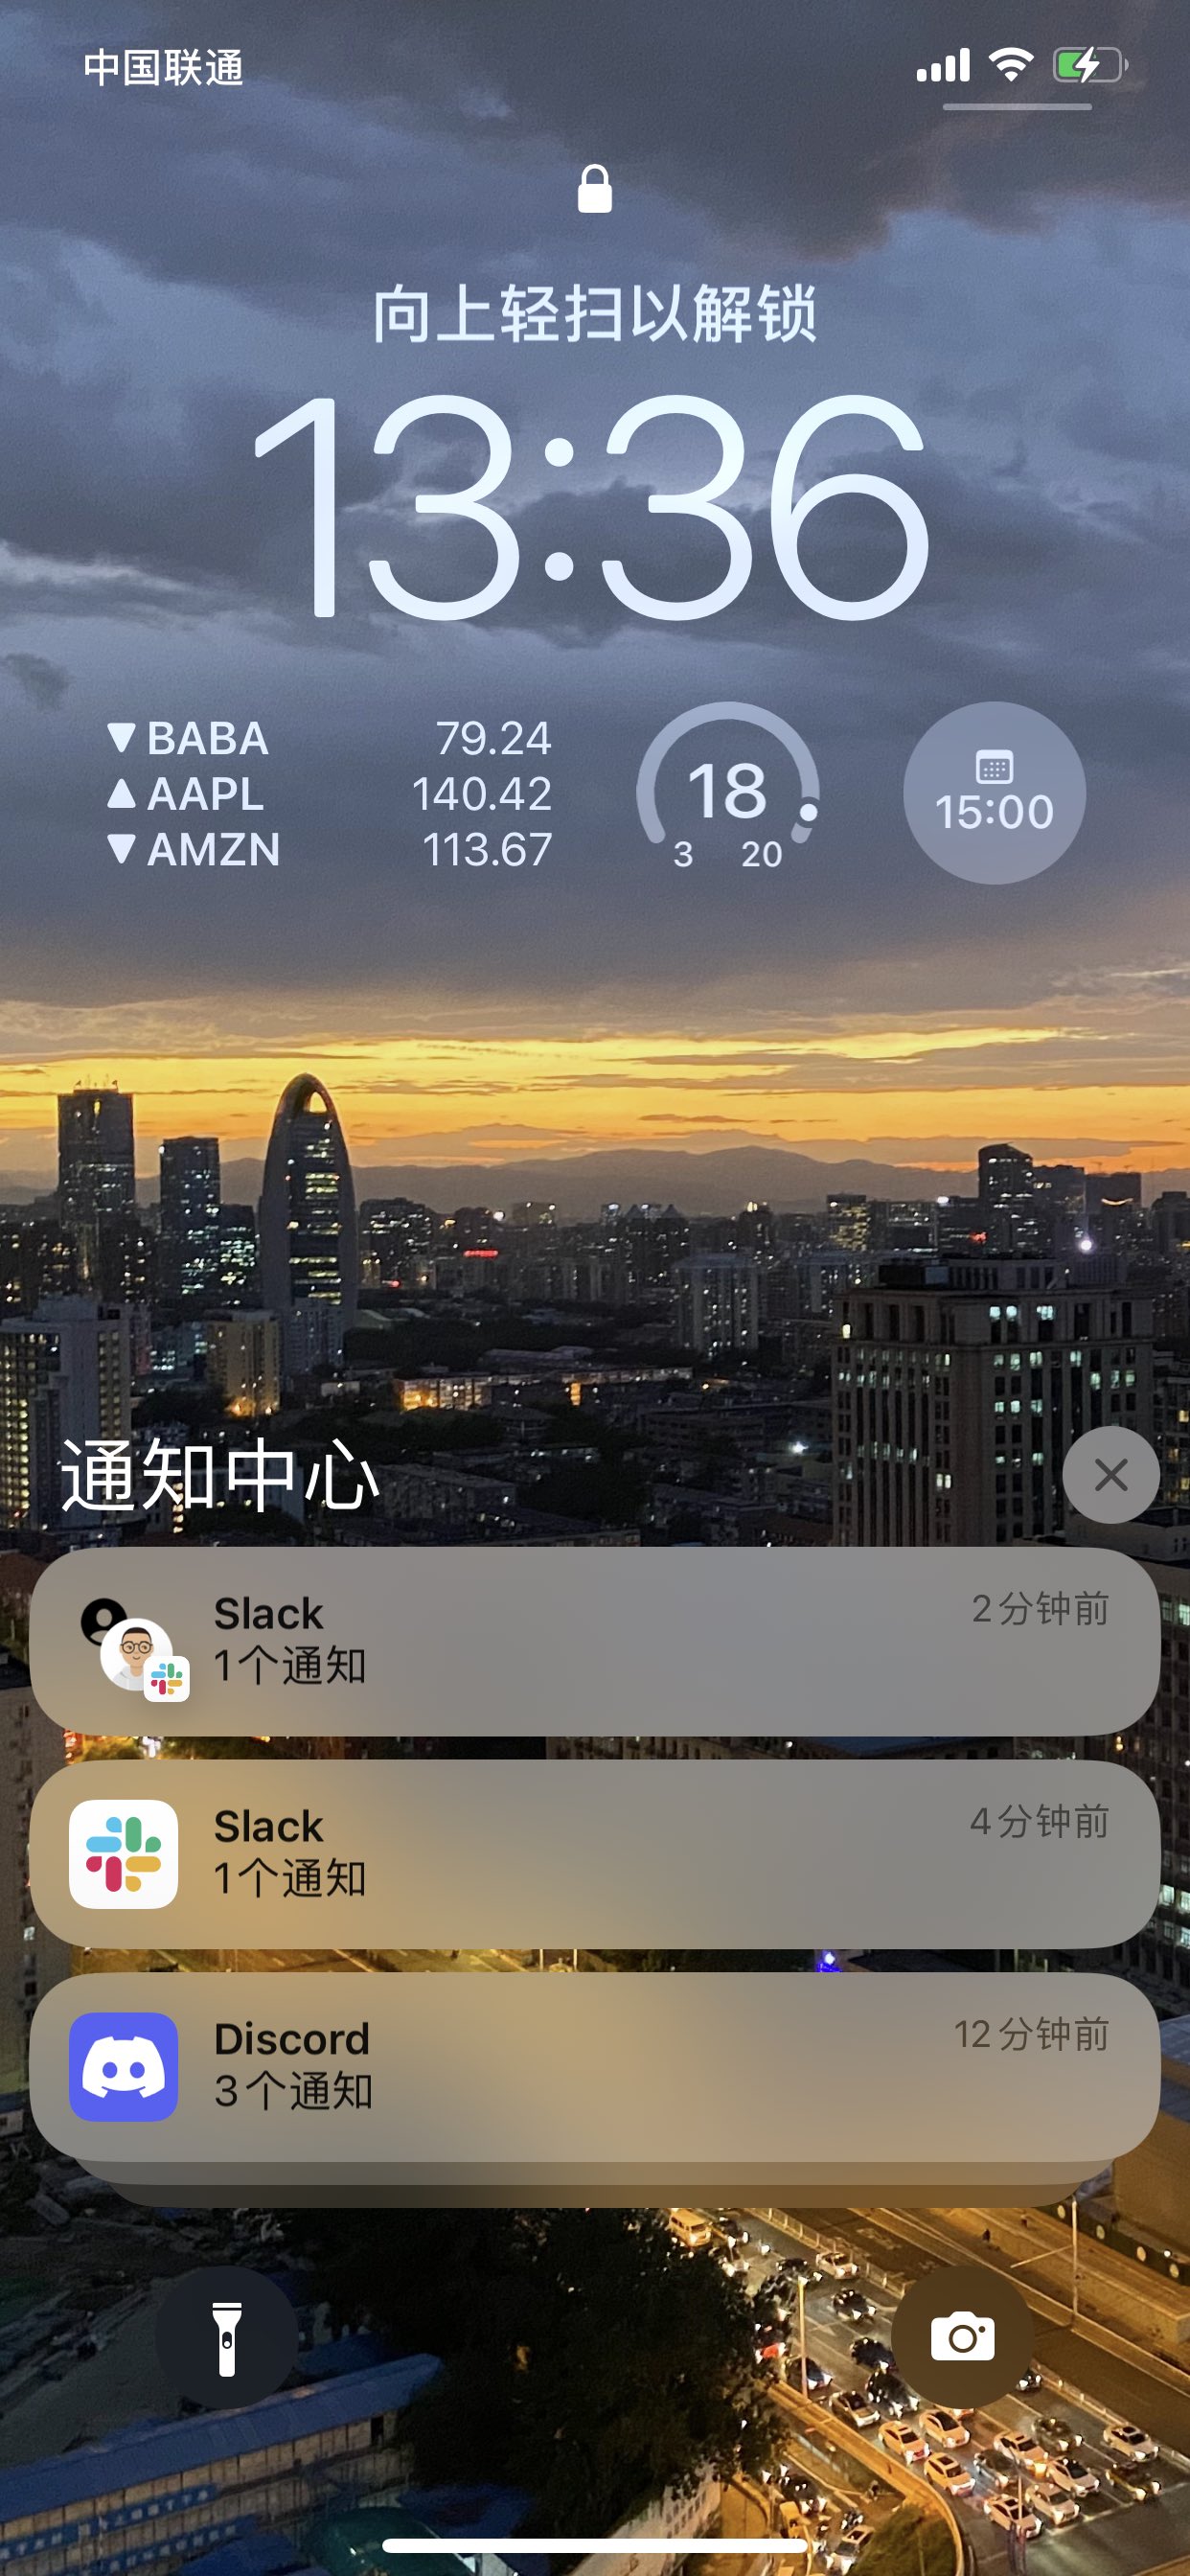 中国联通
向上轻扫以解锁
13:36
▼ BABA 79.24
▲ AAPL 140.42
▼ AMZN 113.67
18
3 20
15:00
通知中心
Slack 2分钟前
1个通知
Slack 4分钟前
1个通知
Discord 12分钟前
3个通知